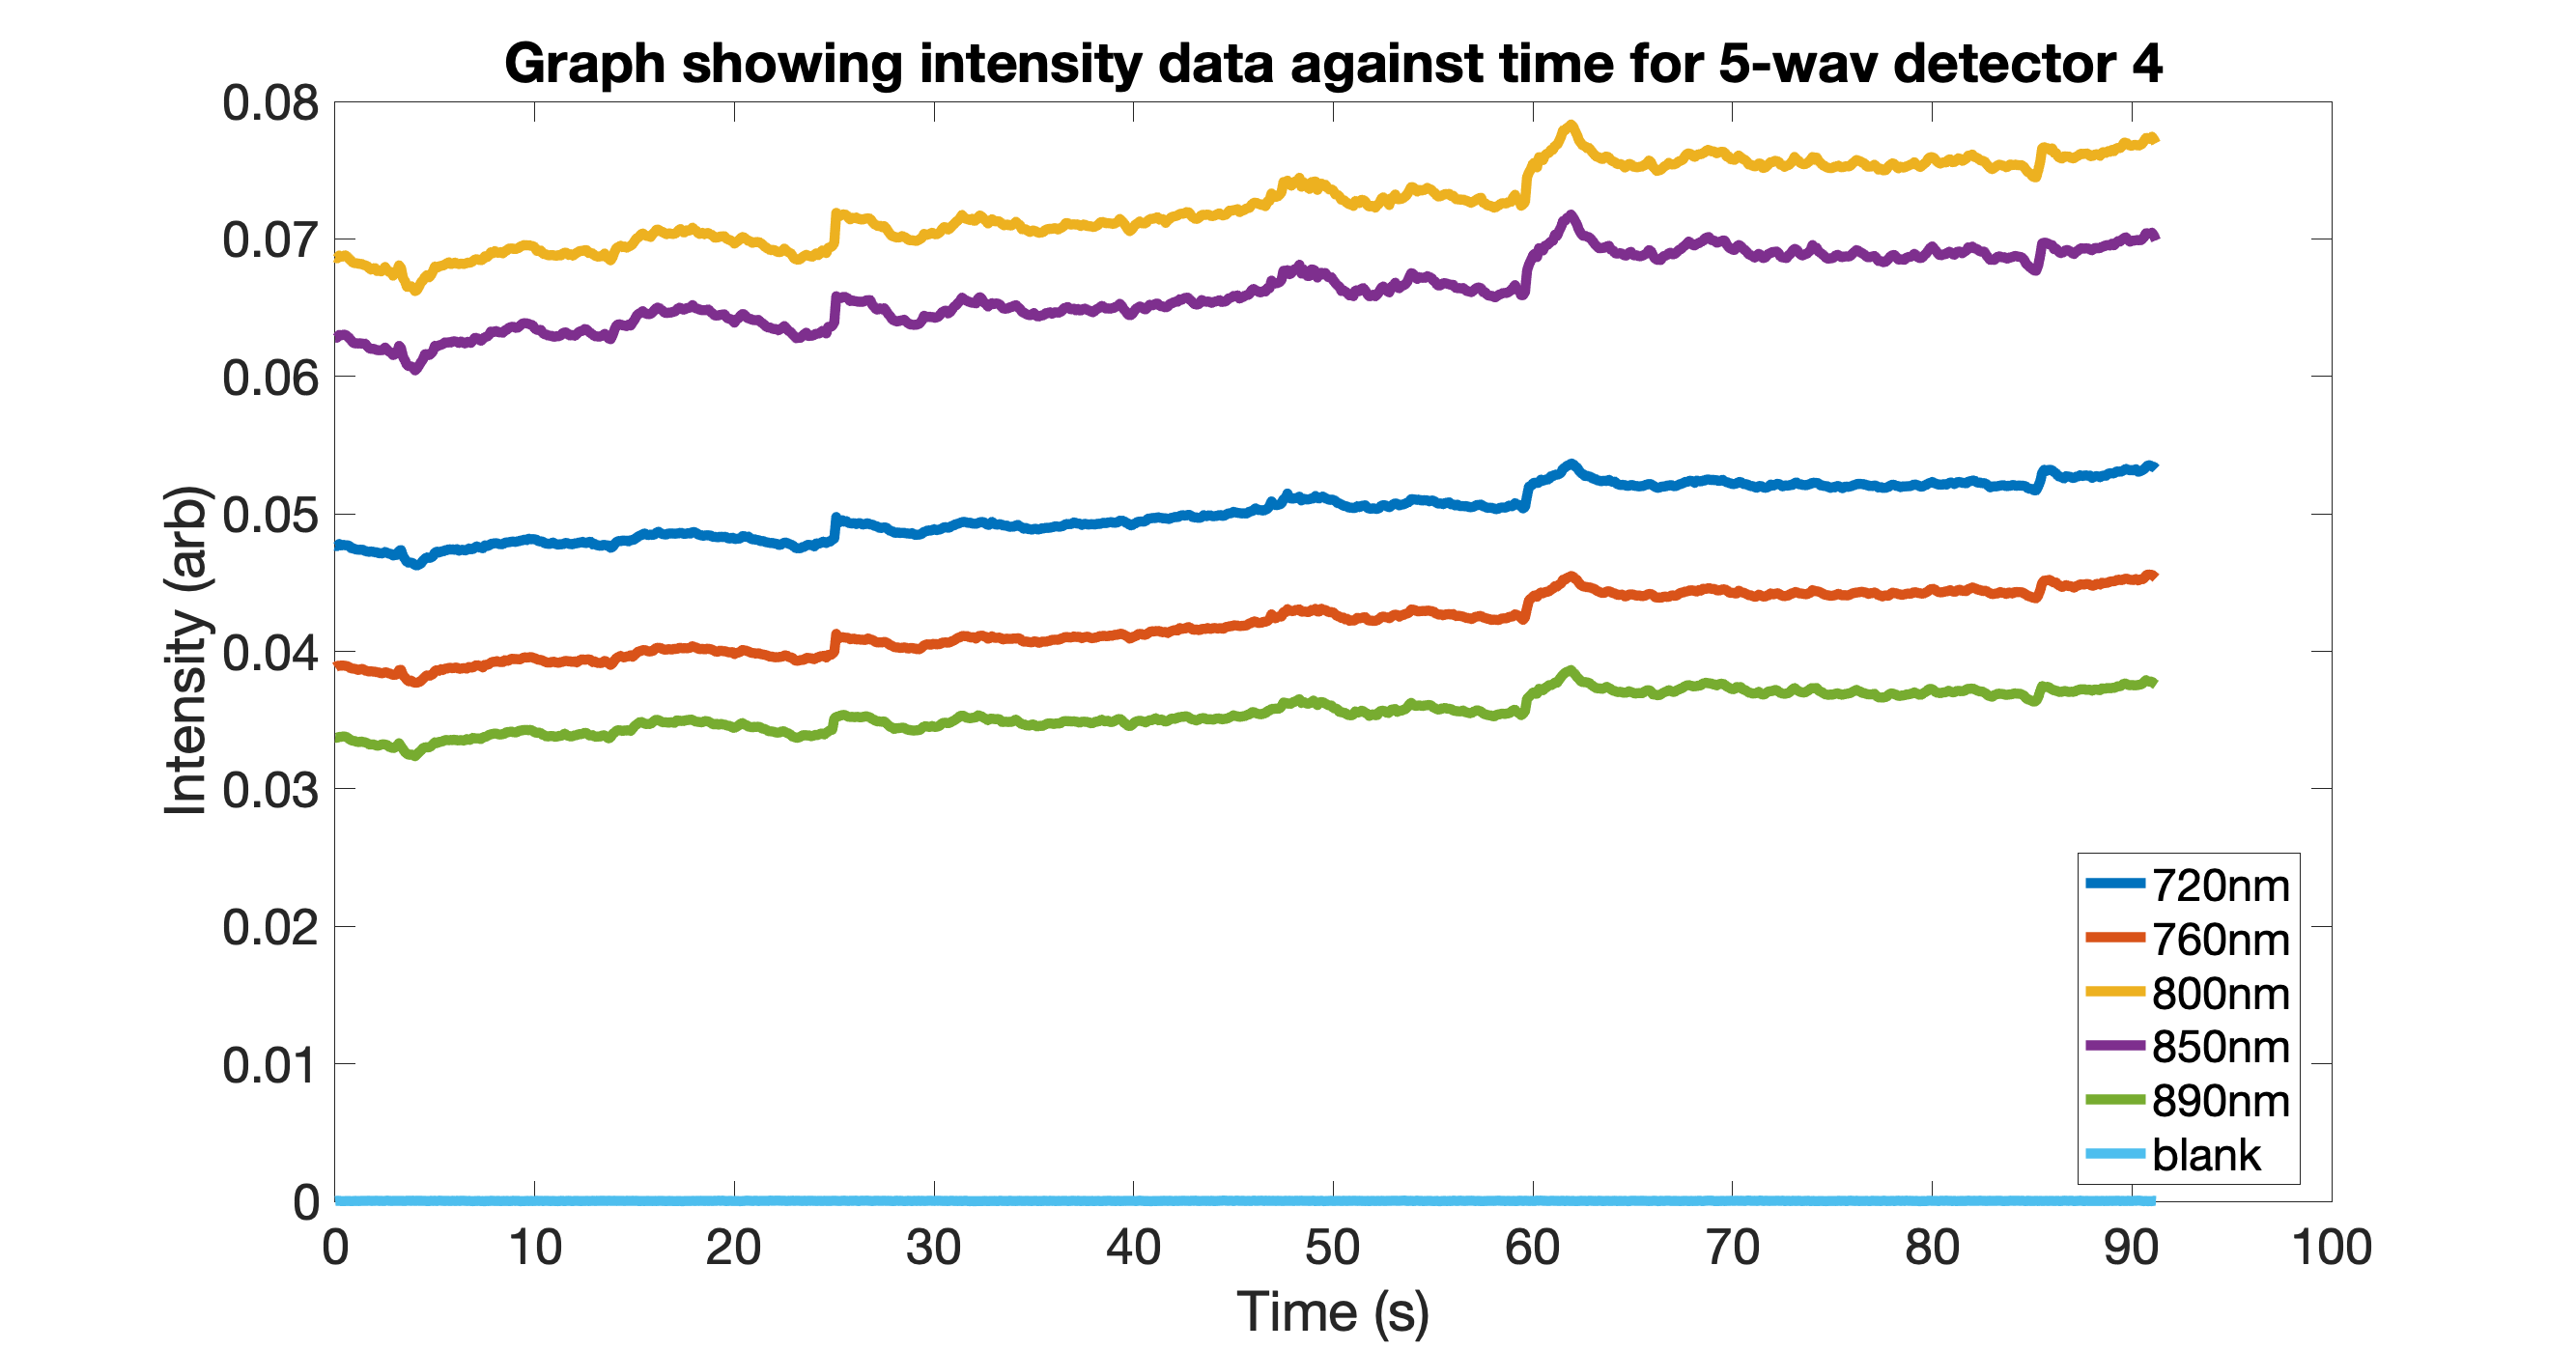 Graph showing intensity data against time for 5-wav detector 4
0.08
0.07
0.06
0.05
0.04
0.03
0.02
0.01
0
Intensity (arb)
720nm
760nm
800nm
850nm
890nm
blank
0 10 20 30 40 50 60 70 80 90 100
Time (s)